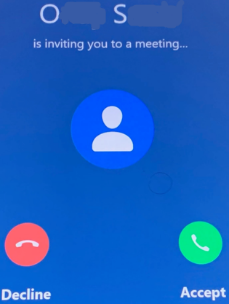 is inviting you to a meeting...
Decline
Accept